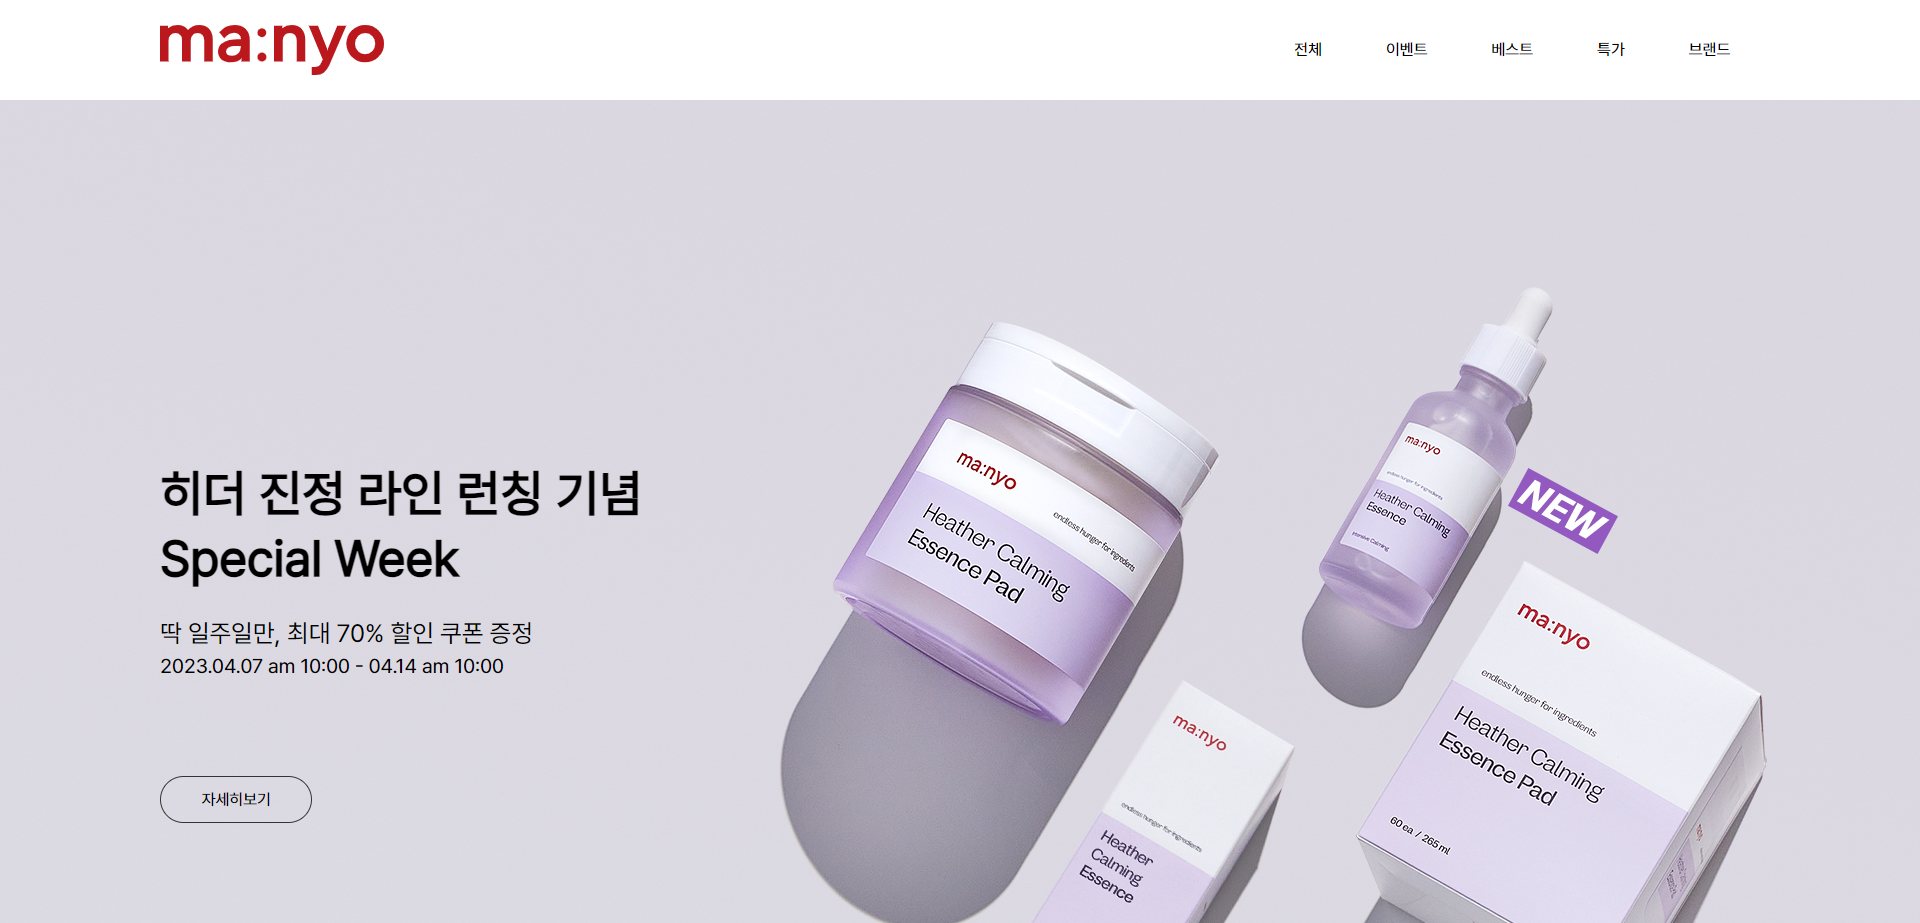 ma:nyo
전체
이벤트
베스트
특가
브랜드
히더 진정 라인 런칭 기념
Special Week
딱 일주일만, 최대 70% 할인 쿠폰 증정
2023.04.07 am 10:00 - 04.14 am 10:00
자세히보기
ma:nyo
endless hunger for ingredients
Heather Calming
Essence Pad
ma:nyo
endless hunger for ingredients
Heather Calming
Essence
Intensive Calming
NEW
ma:nyo
endless hunger for ingredients
Heather
Calming
Essence
ma:nyo
endless hunger for ingredients
Heather Calming
Essence Pad
60 ea / 265 ml